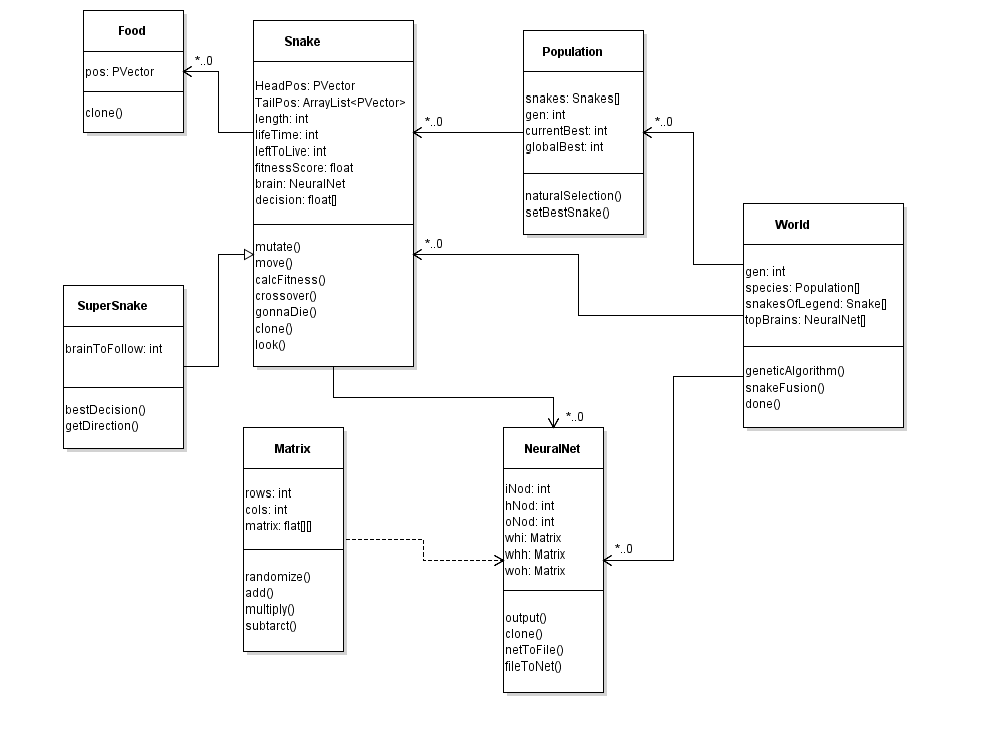 Food
pos: PVector
clone()
*..0
Snake
HeadPos: PVector
TailPos: ArrayList<PVector>
length: int
lifeTime: int
leftToLive: int
fitnessScore: float
brain: NeuralNet
decision: float[]
mutate()
move()
calcFitness()
crossover()
gonnaDie()
clone()
look()
*..0
*..0
Population
snakes: Snakes[]
gen: int
currentBest: int
globalBest: int
naturalSelection()
setBestSnake()
*..0
World
gen: int
species: Population[]
snakesOfLegend: Snake[]
topBrains: NeuralNet[]
geneticAlgorithm()
snakeFusion()
done()
SuperSnake
brainToFollow: int
bestDecision()
getDirection()
Matrix
rows: int
cols: int
matrix: flat[][]
randomize()
add()
multiply()
subtarct()
*..0
NeuralNet
iNod: int
hNod: int
oNod: int
whi: Matrix
whh: Matrix
woh: Matrix
output()
clone()
netToFile()
fileToNet()
*..0